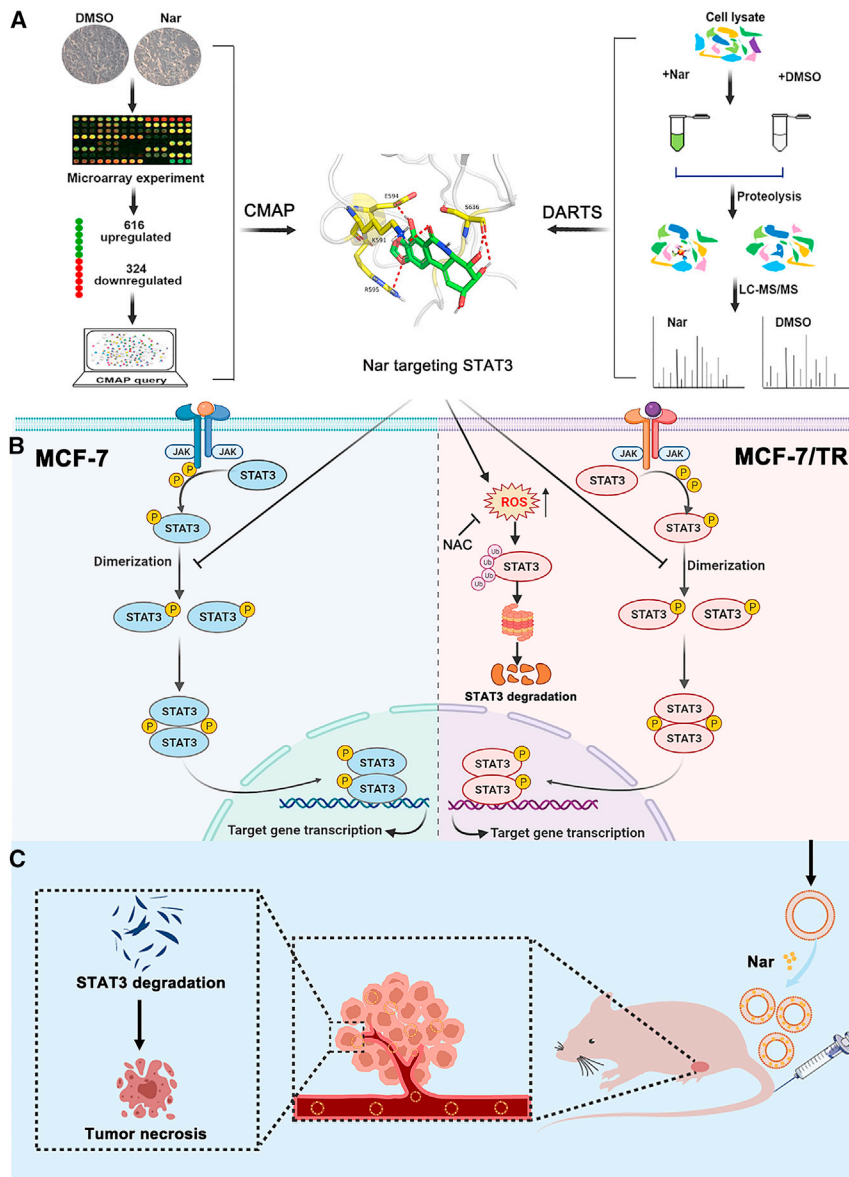 A
DMSO
Nar
Microarray experiment
616
upregulated
324
downregulated
CMAP query
CMAP
E594
S636
K591
R595
Nar targeting STAT3
DARTS
Cell lysate
+Nar
+DMSO
Proteolysis
LC-MS/MS
Nar
DMSO
B
MCF-7
JAK
JAK
P
P
STAT3
P
STAT3
Dimerization
STAT3
P
STAT3
P
STAT3
P
P
STAT3
P
STAT3
P
STAT3
Target gene transcription
ROS
NAC
Ub
Ub
Ub
STAT3
STAT3 degradation
MCF-7/TR
JAK
JAK
P
P
STAT3
STAT3
P
Dimerization
STAT3
P
STAT3
P
STAT3
P
P
STAT3
STAT3
P
STAT3
P
Target gene transcription
C
STAT3 degradation
Tumor necrosis
Nar